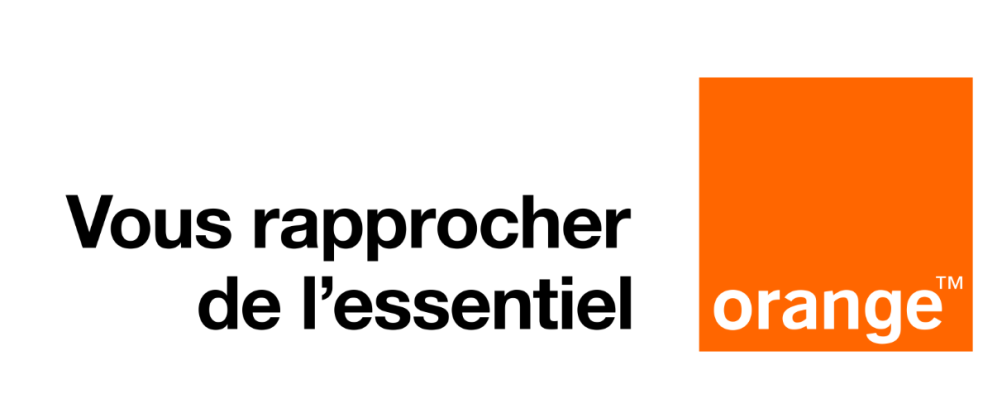 Vous rapprocher
de l’essentiel
orange™